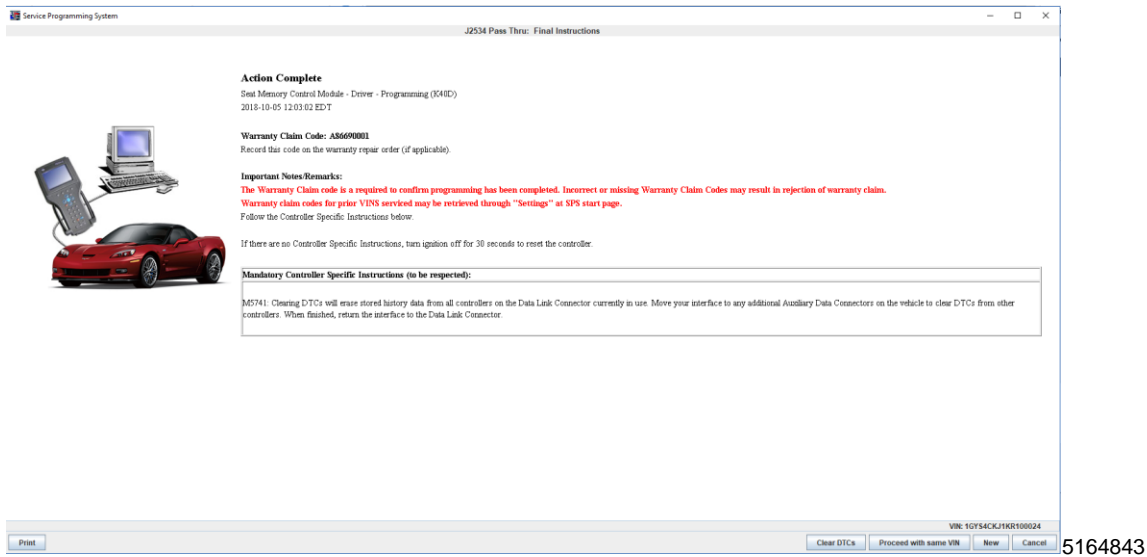 Service Programming System
J2534 Pass Thru: Final Instructions
Action Complete
Seat Memory Control Module - Driver - Programming (K40D)
2018-10-05 12:03:02 EDT
Warranty Claim Code: A86690001
Record this code on the warranty repair order (if applicable).
Important Notes/Remarks:
The Warranty Claim code is a required to confirm programming has been completed. Incorrect or missing Warranty Claim Codes may result in rejection of warranty claim.
Warranty claim codes for prior VINS serviced may be retrieved through "Settings" at SPS start page.
Follow the Controller Specific Instructions below.
If there are no Controller Specific Instructions, turn ignition off for 30 seconds to reset the controller.
Mandatory Controller Specific Instructions (to be respected):
M5741: Clearing DTCs will erase stored history data from all controllers on the Data Link Connector currently in use. Move your interface to any additional Auxiliary Data Connectors on the vehicle to clear DTCs from other
controllers. When finished, return the interface to the Data Link Connector.
VIN: 1GYS4CKJ1KR100024
Print Clear DTCs Proceed with same VIN New Cancel
5164843